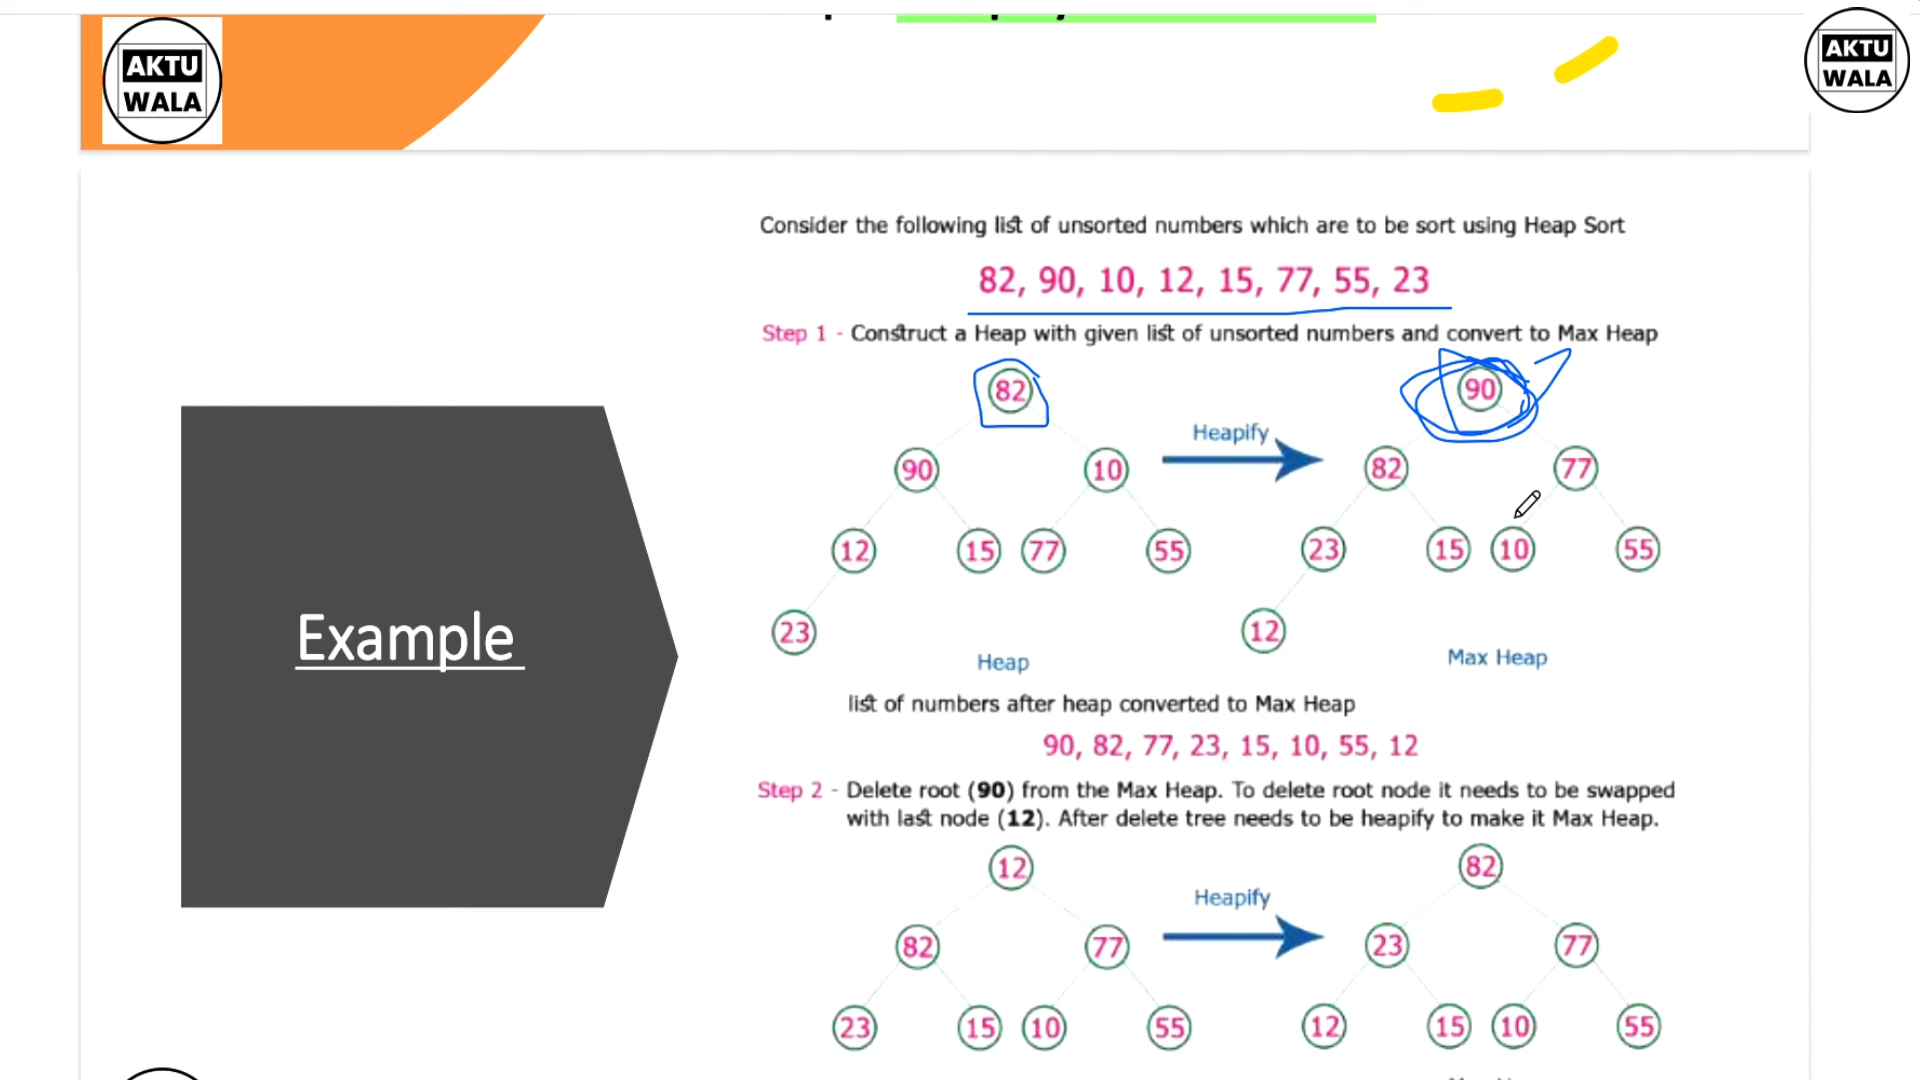 AKTU
WALA
AKTU
WALA
Consider the following list of unsorted numbers which are to be sort using Heap Sort
82, 90, 10, 12, 15, 77, 55, 23
Step 1 - Construct a Heap with given list of unsorted numbers and convert to Max Heap
82
90
Heapify
90
10
82
77
12
15
77
55
23
15
10
55
23
12
Heap
Max Heap
Example
list of numbers after heap converted to Max Heap
90, 82, 77, 23, 15, 10, 55, 12
Step 2 - Delete root (90) from the Max Heap. To delete root node it needs to be swapped
with last node (12). After delete tree needs to be heapify to make it Max Heap.
12
82
Heapify
82
77
23
77
23
15
10
55
12
15
10
55